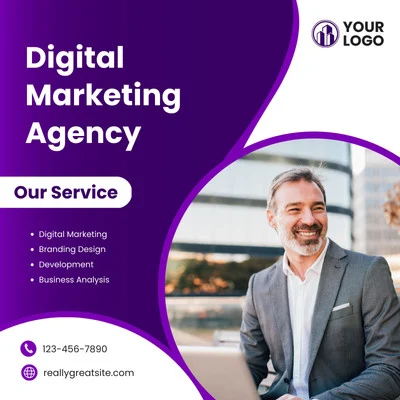 YOUR
LOGO
Digital
Marketing
Agency
Our Service
Digital Marketing
Branding Design
Development
Business Analysis
123-456-7890
reallygreatsite.com